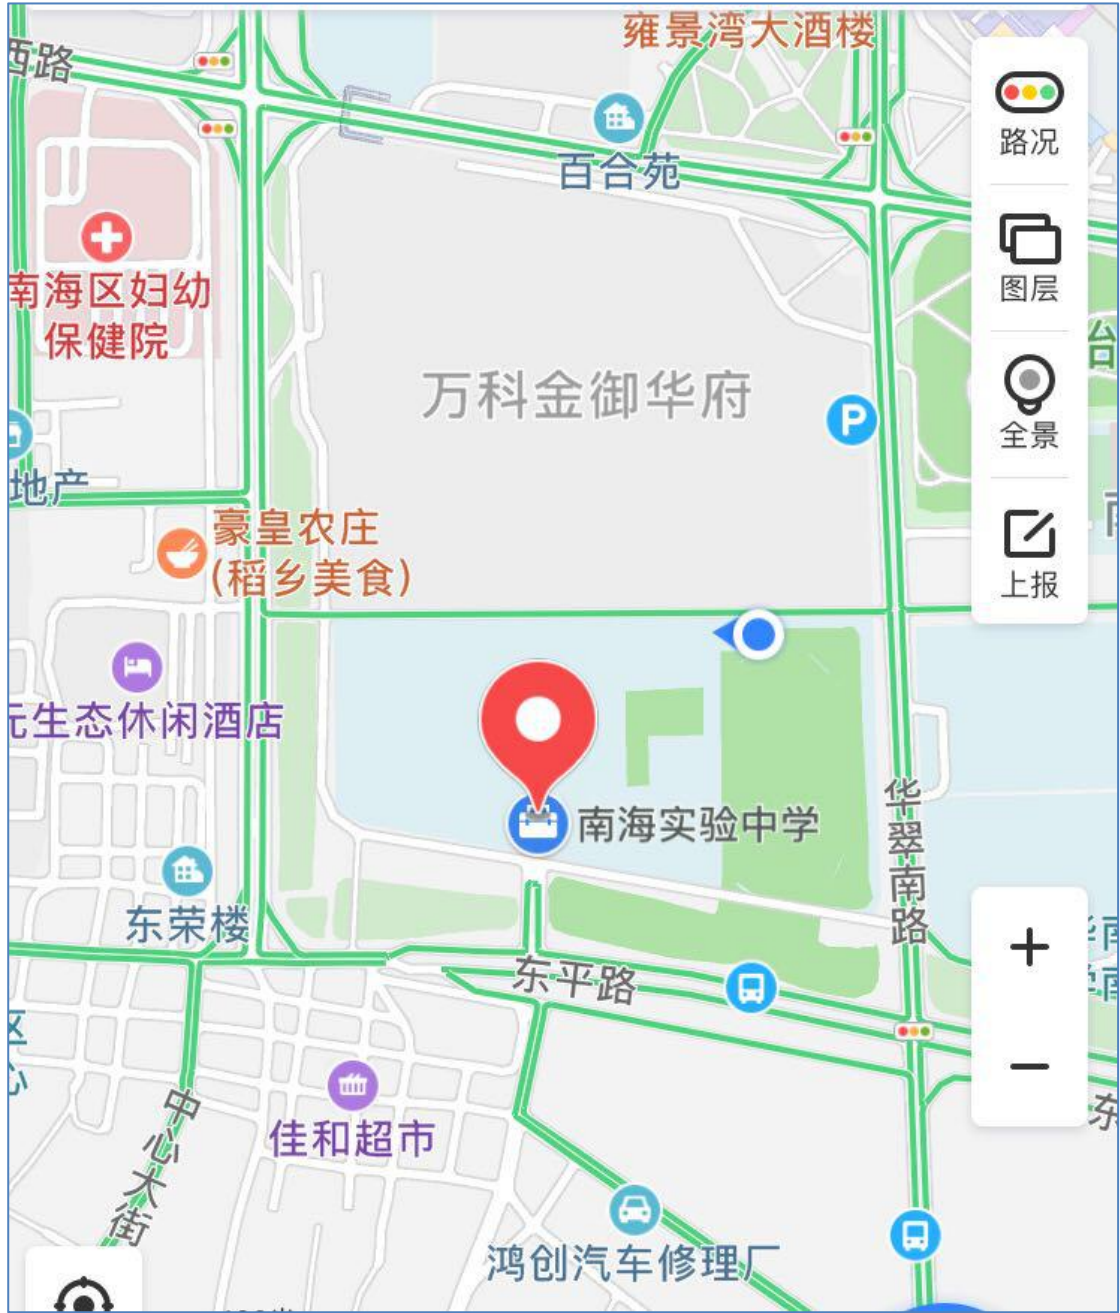 雍景湾大酒楼
西路
路况
百合苑
图层
南海区妇幼
保健院
万科金御华府
P
全景
地产
豪皇农庄
(稻乡美食)
上报
元生态休闲酒店
南海实验中学
华翠南路
东荣楼
东平路
区
心
佳和超市
中心大街
东
鸿创汽车修理厂